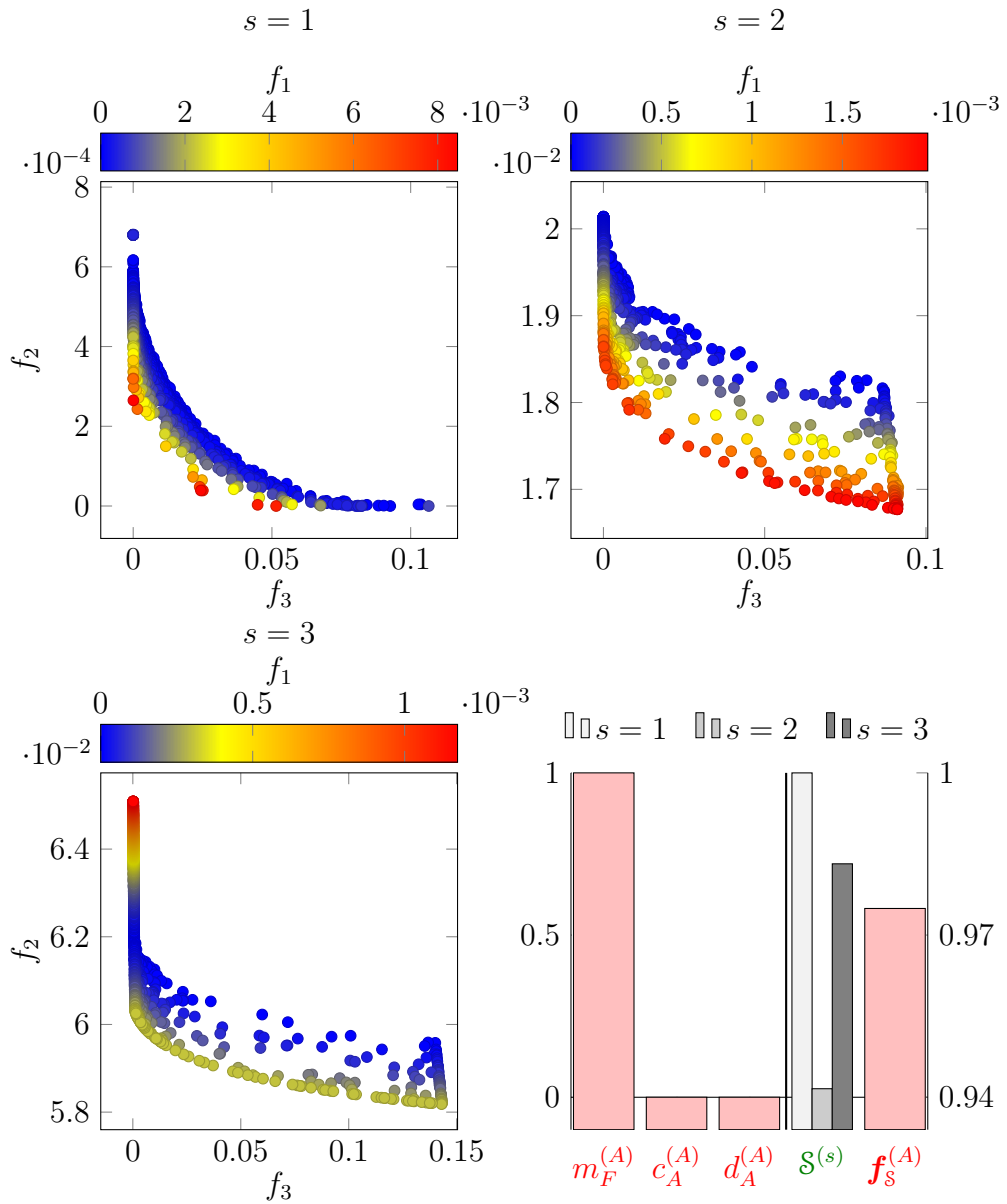 s = 1
f₁
0 2 4 6 8 ·10⁻³
·10⁻⁴
8
6
4
2
0
f₂
0 0.05 0.1
f₃
s = 2
f₁
0 0.5 1 1.5 ·10⁻³
·10⁻²
2
1.9
1.8
1.7
0 0.05 0.1
f₃
s = 3
f₁
0 0.5 1 ·10⁻³
·10⁻²
6.4
6.2
6
5.8
f₂
0 0.05 0.1 0.15
f₃
s = 1 s = 2 s = 3
1
0.5
0
1
0.97
0.94
m_F^(A) c_A^(A) d_A^(A) S^(s) f_S^(A)